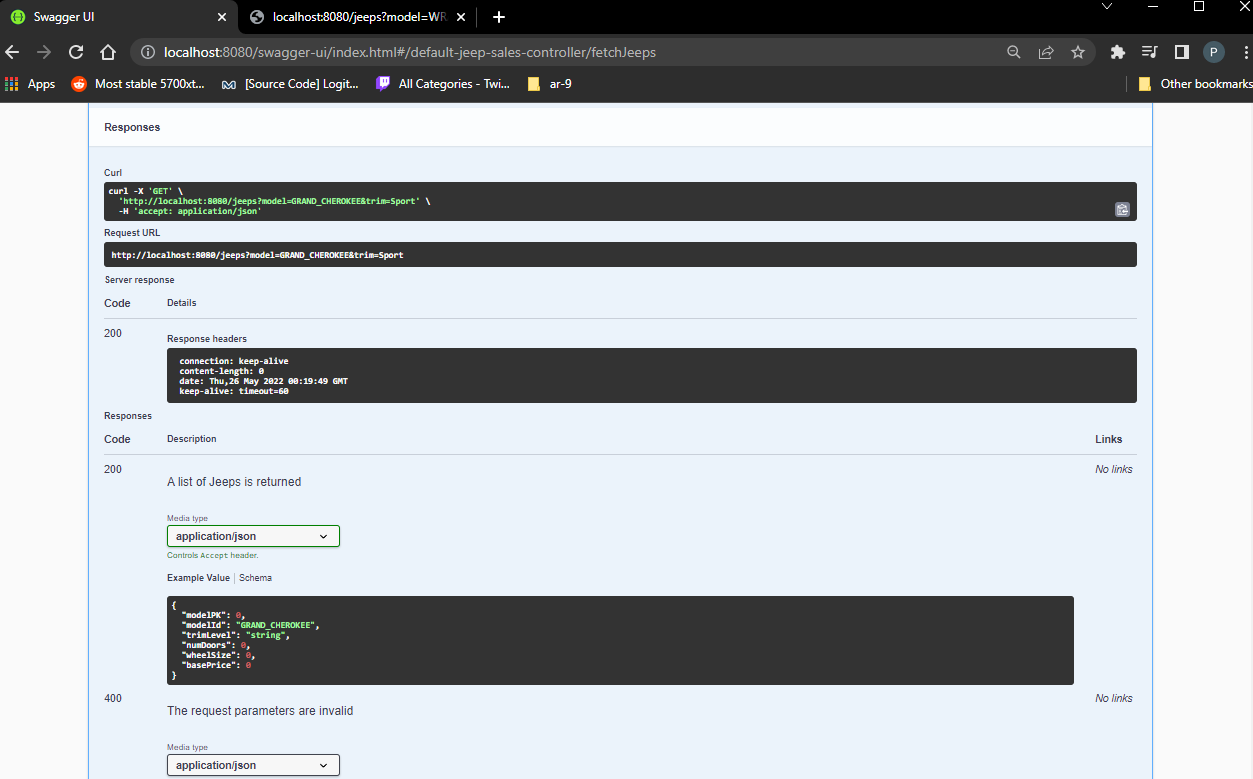 Swagger UI
localhost:8080/jeeps?model=WR
localhost:8080/swagger-ui/index.html#/default-jeep-sales-controller/fetchJeeps
P
Apps
Most stable 5700xt...
[Source Code] Logit...
All Categories - Twi...
ar-9
Other bookmarks
Responses
Curl
curl -X 'GET' \
'http://localhost:8080/jeeps?model=GRAND_CHEROKEE&trim=Sport' \
-H 'accept: application/json'
Request URL
http://localhost:8080/jeeps?model=GRAND_CHEROKEE&trim=Sport
Server response
Code Details
200
Response headers
connection: keep-alive
content-length: 0
date: Thu,26 May 2022 00:19:49 GMT
keep-alive: timeout=60
Responses
Code Description Links
200 No links
A list of Jeeps is returned
Media type
application/json
Controls Accept header.
Example Value | Schema
{
"modelPK": 0,
"modelId": "GRAND_CHEROKEE",
"trimLevel": "string",
"numDoors": 0,
"wheelSize": 0,
"basePrice": 0
}
400 No links
The request parameters are invalid
Media type
application/json